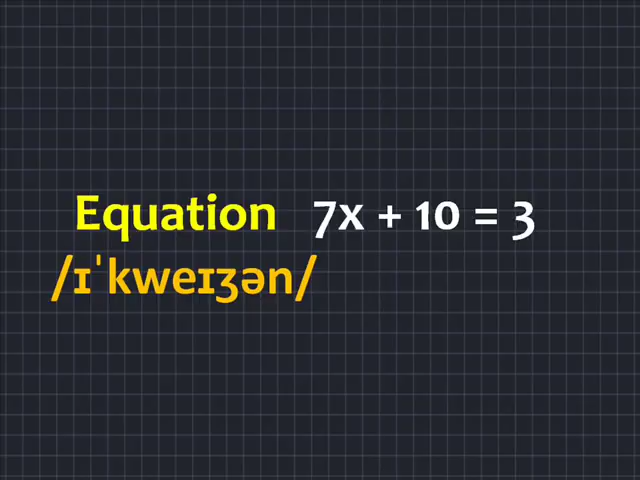 Equation 7x + 10 = 3
/ɪˈkweɪʒən/